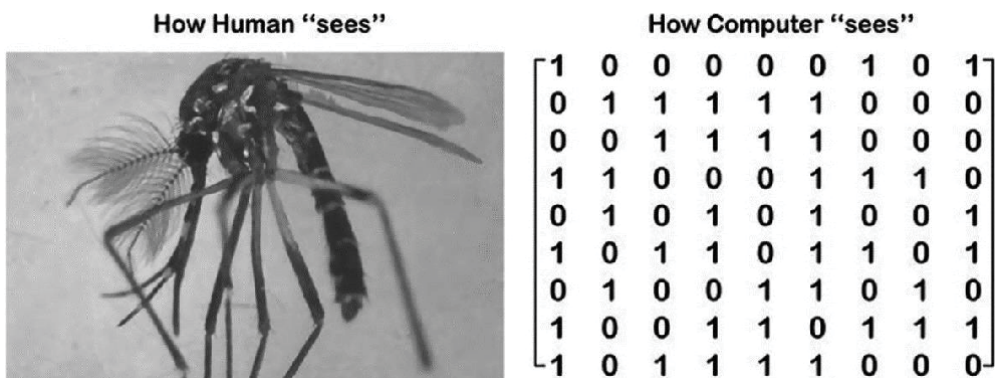 How Human “sees”
How Computer “sees”
1 0 0 0 0 0 1 0 1
0 1 1 1 1 1 0 0 0
0 0 1 1 1 1 0 0 0
1 1 0 0 0 1 1 1 0
0 1 0 1 0 1 0 0 1
1 0 1 1 0 1 1 0 1
0 1 0 0 1 1 0 1 0
1 0 0 1 1 0 1 1 1
1 0 1 1 1 1 0 0 0